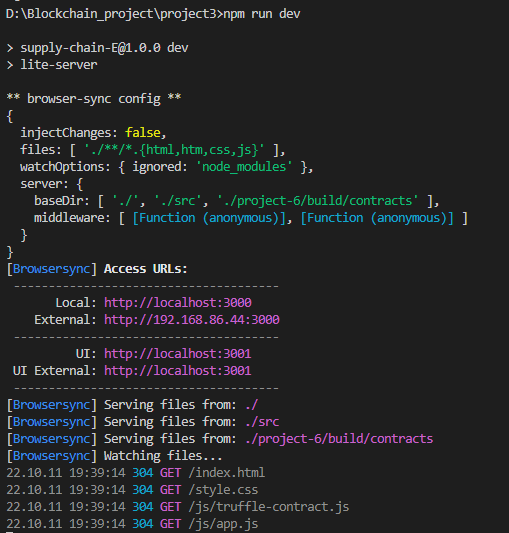 D:\Blockchain_project\project3>npm run dev
> supply-chain-E@1.0.0 dev
> lite-server
** browser-sync config **
{
  injectChanges: false,
  files: [ './**/*.{html,htm,css,js}' ],
  watchOptions: { ignored: 'node_modules' },
  server: {
    baseDir: [ './', './src', './project-6/build/contracts' ],
    middleware: [ [Function (anonymous)], [Function (anonymous)] ]
  }
}
[Browsersync] Access URLs:
 --------------------------------------
       Local: http://localhost:3000
    External: http://192.168.86.44:3000
 --------------------------------------
          UI: http://localhost:3001
 UI External: http://localhost:3001
 --------------------------------------
[Browsersync] Serving files from: ./
[Browsersync] Serving files from: ./src
[Browsersync] Serving files from: ./project-6/build/contracts
[Browsersync] Watching files...
22.10.11 19:39:14 304 GET /index.html
22.10.11 19:39:14 304 GET /style.css
22.10.11 19:39:14 304 GET /js/truffle-contract.js
22.10.11 19:39:14 304 GET /js/app.js